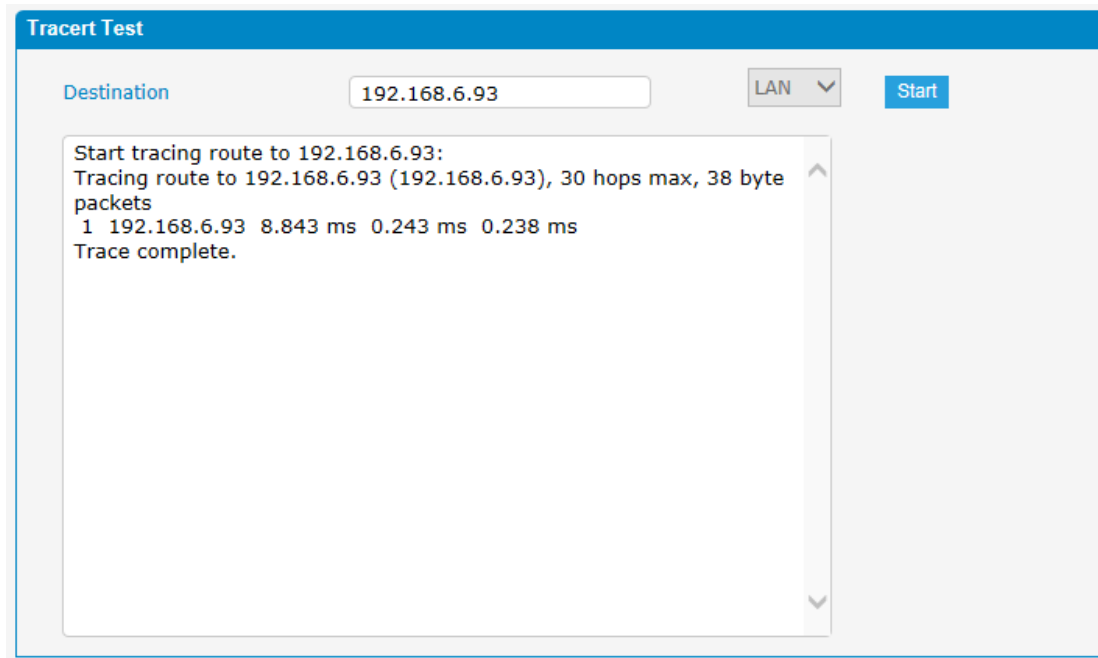 Tracert Test
Destination 192.168.6.93 LAN Start
Start tracing route to 192.168.6.93:
Tracing route to 192.168.6.93 (192.168.6.93), 30 hops max, 38 byte
packets
1 192.168.6.93 8.843 ms 0.243 ms 0.238 ms
Trace complete.